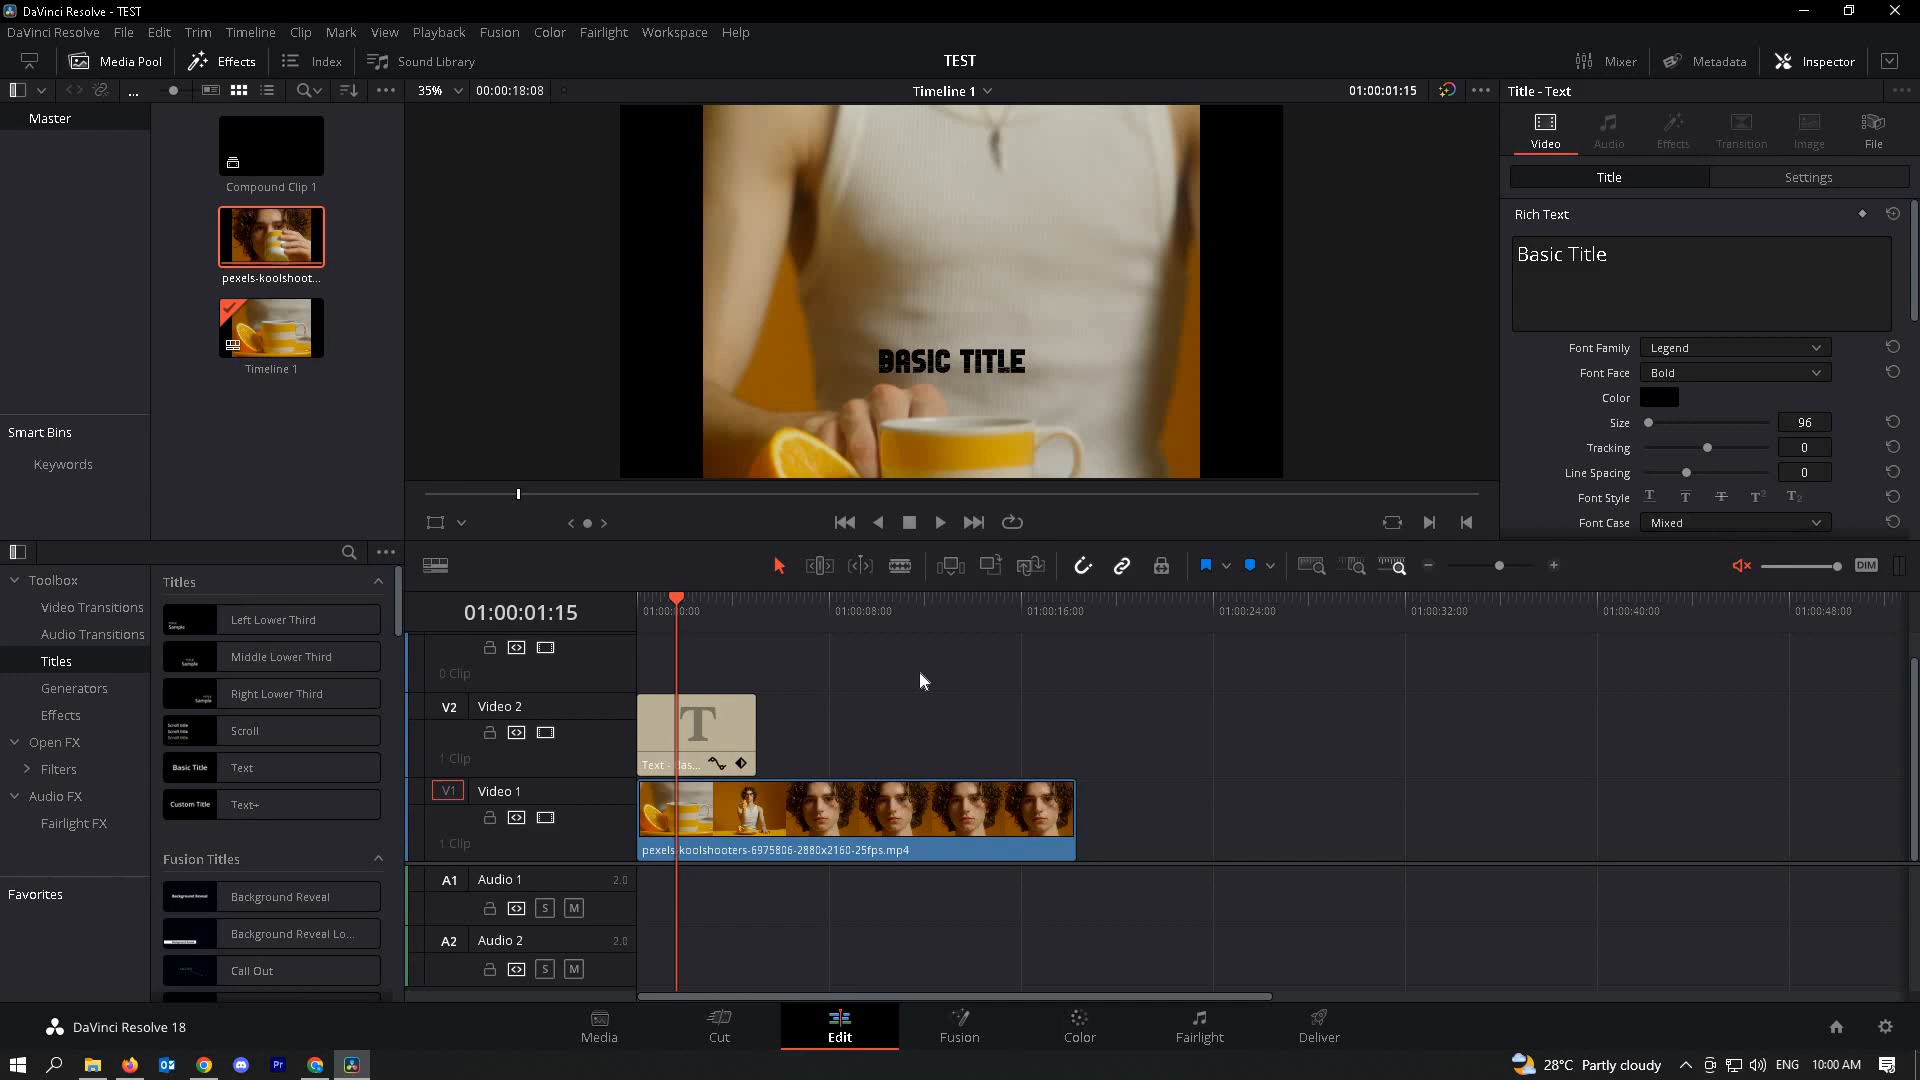 DaVinci Resolve - TEST
DaVinci Resolve File Edit Trim Timeline Clip Mark View Playback Fusion Color Fairlight Workspace Help
Media Pool Effects Index Sound Library TEST Mixer Metadata Inspector
... 35% 00:00:18:08 Timeline 1 01:00:01:15 Title - Text
Master
Compound Clip 1
pexels-koolshoot...
Timeline 1
Smart Bins
Keywords
BASIC TITLE
Video Audio Effects Transition Image File
Title Settings
Rich Text
Basic Title
Font Family Legend
Font Face Bold
Color
Size 96
Tracking 0
Line Spacing 0
Font Style T T T T2 T2
Font Case Mixed
Toolbox
Video Transitions
Audio Transitions
Titles
Generators
Effects
Open FX
Filters
Audio FX
Fairlight FX
Favorites
Titles
Left Lower Third
Middle Lower Third
Right Lower Third
Scroll
Basic Title Text
Custom Title Text+
Fusion Titles
Background Reveal
Background Reveal Lo...
Call Out
DIM
01:00:01:15
01:00:00:00 01:00:08:00 01:00:16:00 01:00:24:00 01:00:32:00 01:00:40:00 01:00:48:00
0 Clip
V2 Video 2
1 Clip
T
Text - Bas...
V1 Video 1
1 Clip
pexels-koolshooters-6975806-2880x2160-25fps.mp4
A1 Audio 1 2.0
S M
A2 Audio 2 2.0
S M
DaVinci Resolve 18
Media Cut Edit Fusion Color Fairlight Deliver
Pr
28°C Partly cloudy ENG 10:00 AM